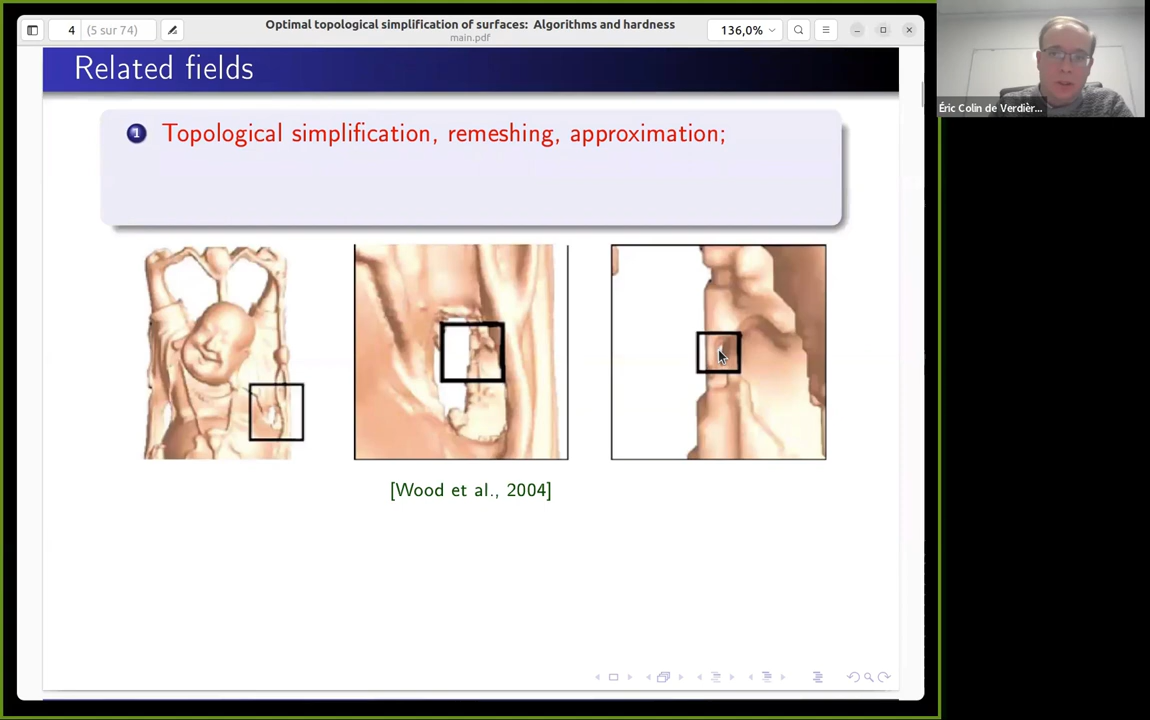 4
(5 sur 74)
Optimal topological simplification of surfaces: Algorithms and hardness
main.pdf
136,0%
Related fields
1 Topological simplification, remeshing, approximation;
[Wood et al., 2004]
Éric Colin de Verdièr...